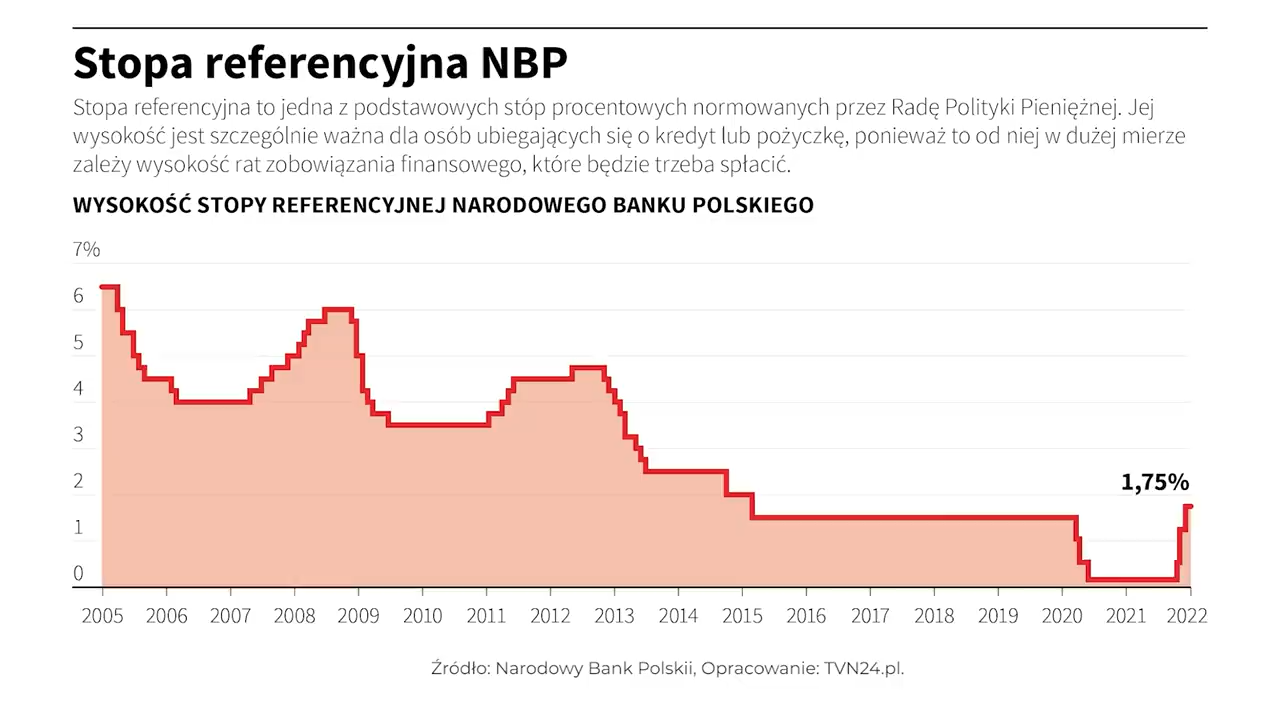 Stopa referencyjna NBP
Stopa referencyjna to jedna z podstawowych stóp procentowych normowanych przez Radę Polityki Pieniężnej. Jej
wysokość jest szczególnie ważna dla osób ubiegających się o kredyt lub pożyczkę, ponieważ to od niej w dużej mierze
zależy wysokość rat zobowiązania finansowego, które będzie trzeba spłacić.
WYSOKOŚĆ STOPY REFERENCYJNEJ NARODOWEGO BANKU POLSKIEGO
7%
6
5
4
3
2
1,75%
1
0
2005 2006 2007 2008 2009 2010 2011 2012 2013 2014 2015 2016 2017 2018 2019 2020 2021 2022
Źródło: Narodowy Bank Polskii, Opracowanie: TVN24.pl.